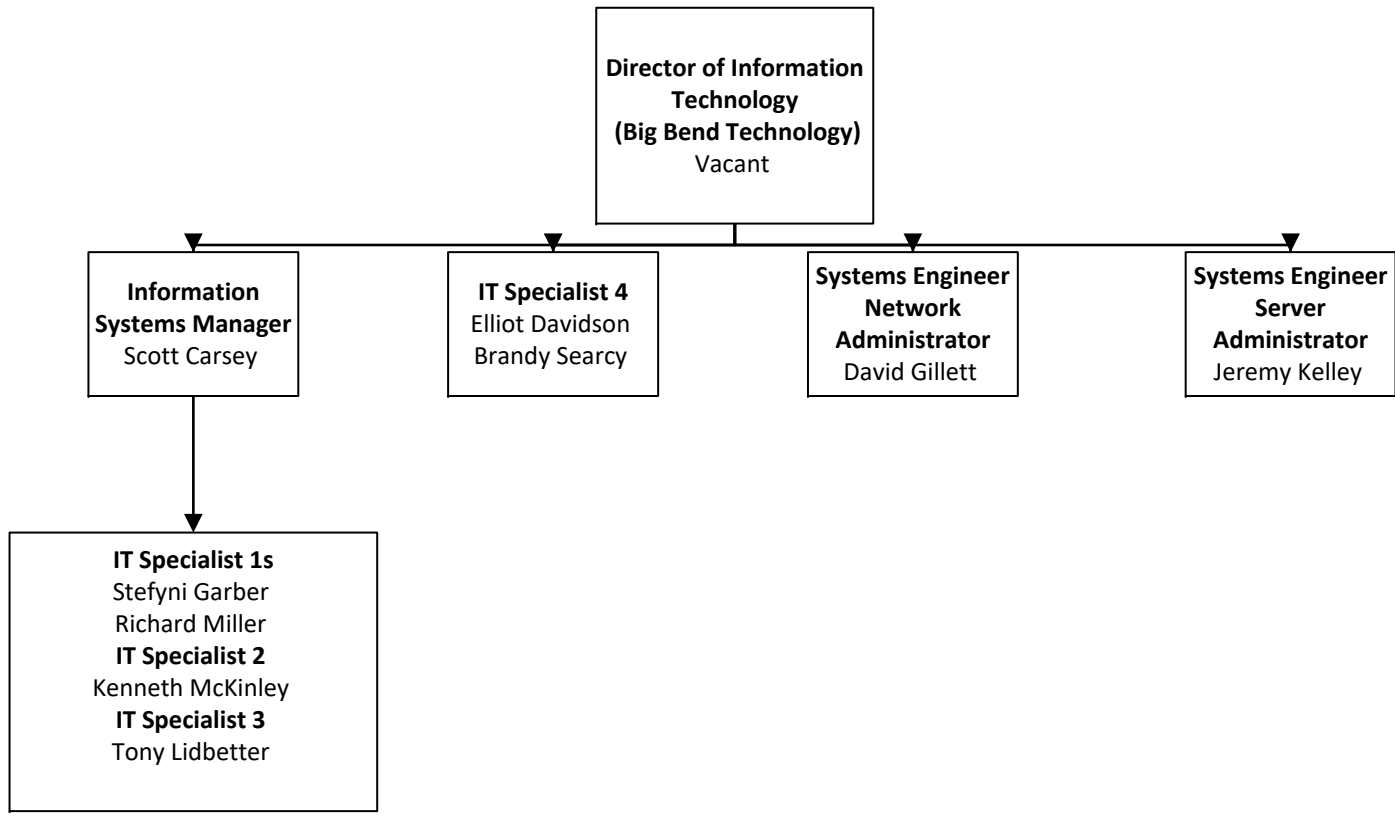 Director of Information
Technology
(Big Bend Technology)
Vacant
Information
Systems Manager
Scott Carsey
IT Specialist 4
Elliot Davidson
Brandy Searcy
Systems Engineer
Network
Administrator
David Gillett
Systems Engineer
Server
Administrator
Jeremy Kelley
IT Specialist 1s
Stefyni Garber
Richard Miller
IT Specialist 2
Kenneth McKinley
IT Specialist 3
Tony Lidbetter